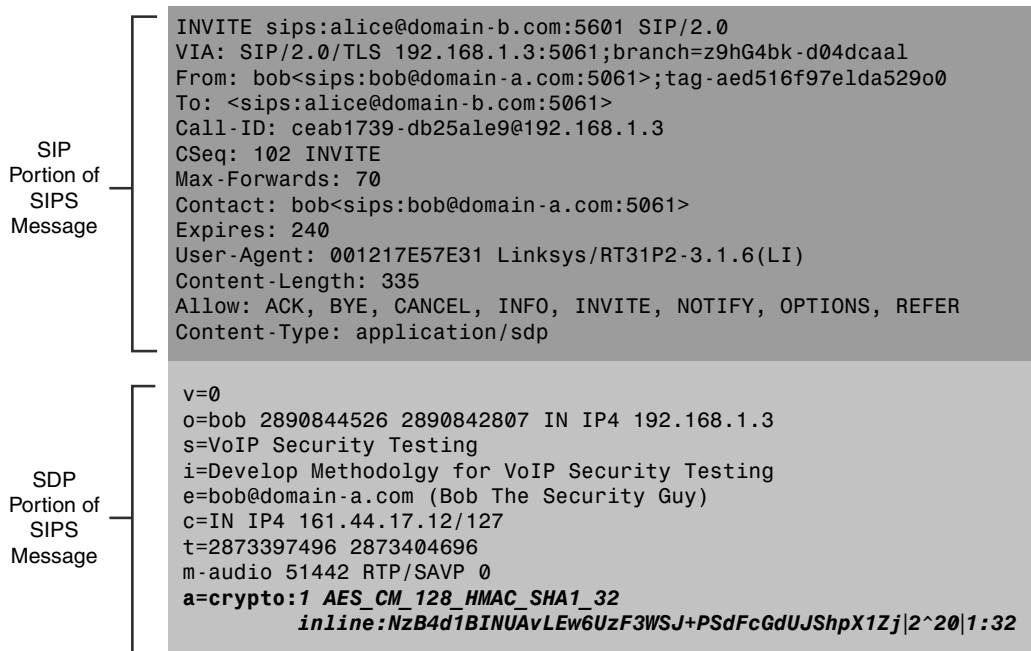 SIP
Portion of
SIPS
Message
INVITE sips:alice@domain-b.com:5601 SIP/2.0
VIA: SIP/2.0/TLS 192.168.1.3:5061;branch=z9hG4bk-d04dcaal
From: bob<sips:bob@domain-a.com:5061>;tag-aed516f97elda529o0
To: <sips:alice@domain-b.com:5061>
Call-ID: ceab1739-db25ale9@192.168.1.3
CSeq: 102 INVITE
Max-Forwards: 70
Contact: bob<sips:bob@domain-a.com:5061>
Expires: 240
User-Agent: 001217E57E31 Linksys/RT31P2-3.1.6(LI)
Content-Length: 335
Allow: ACK, BYE, CANCEL, INFO, INVITE, NOTIFY, OPTIONS, REFER
Content-Type: application/sdp
SDP
Portion of
SIPS
Message
v=0
o=bob 2890844526 2890842807 IN IP4 192.168.1.3
s=VoIP Security Testing
i=Develop Methodolgy for VoIP Security Testing
e=bob@domain-a.com (Bob The Security Guy)
c=IN IP4 161.44.17.12/127
t=2873397496 2873404696
m-audio 51442 RTP/SAVP 0
a=crypto:1 AES_CM_128_HMAC_SHA1_32
inline:NzB4d1BINUAvLEw6UzF3WSJ+PSdFcGdUJShpX1Zj|2^20|1:32